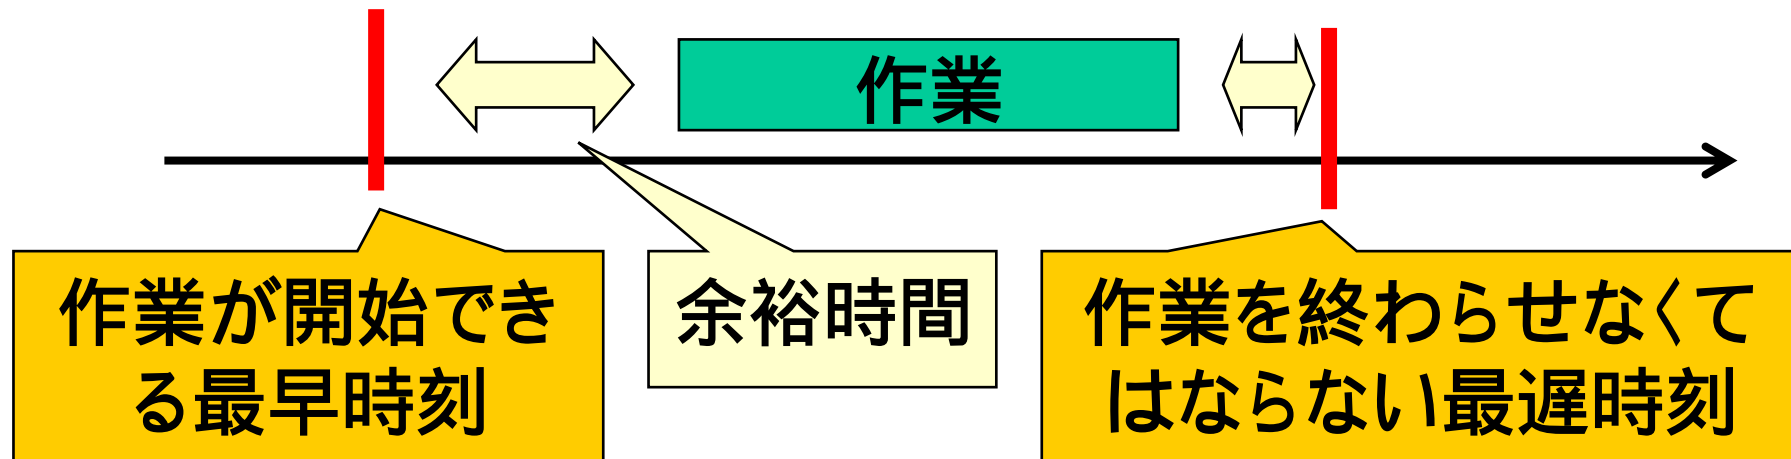 作業
作業が開始でき
る最早時刻
余裕時間
作業を終わらせなくて
はならない最遅時刻